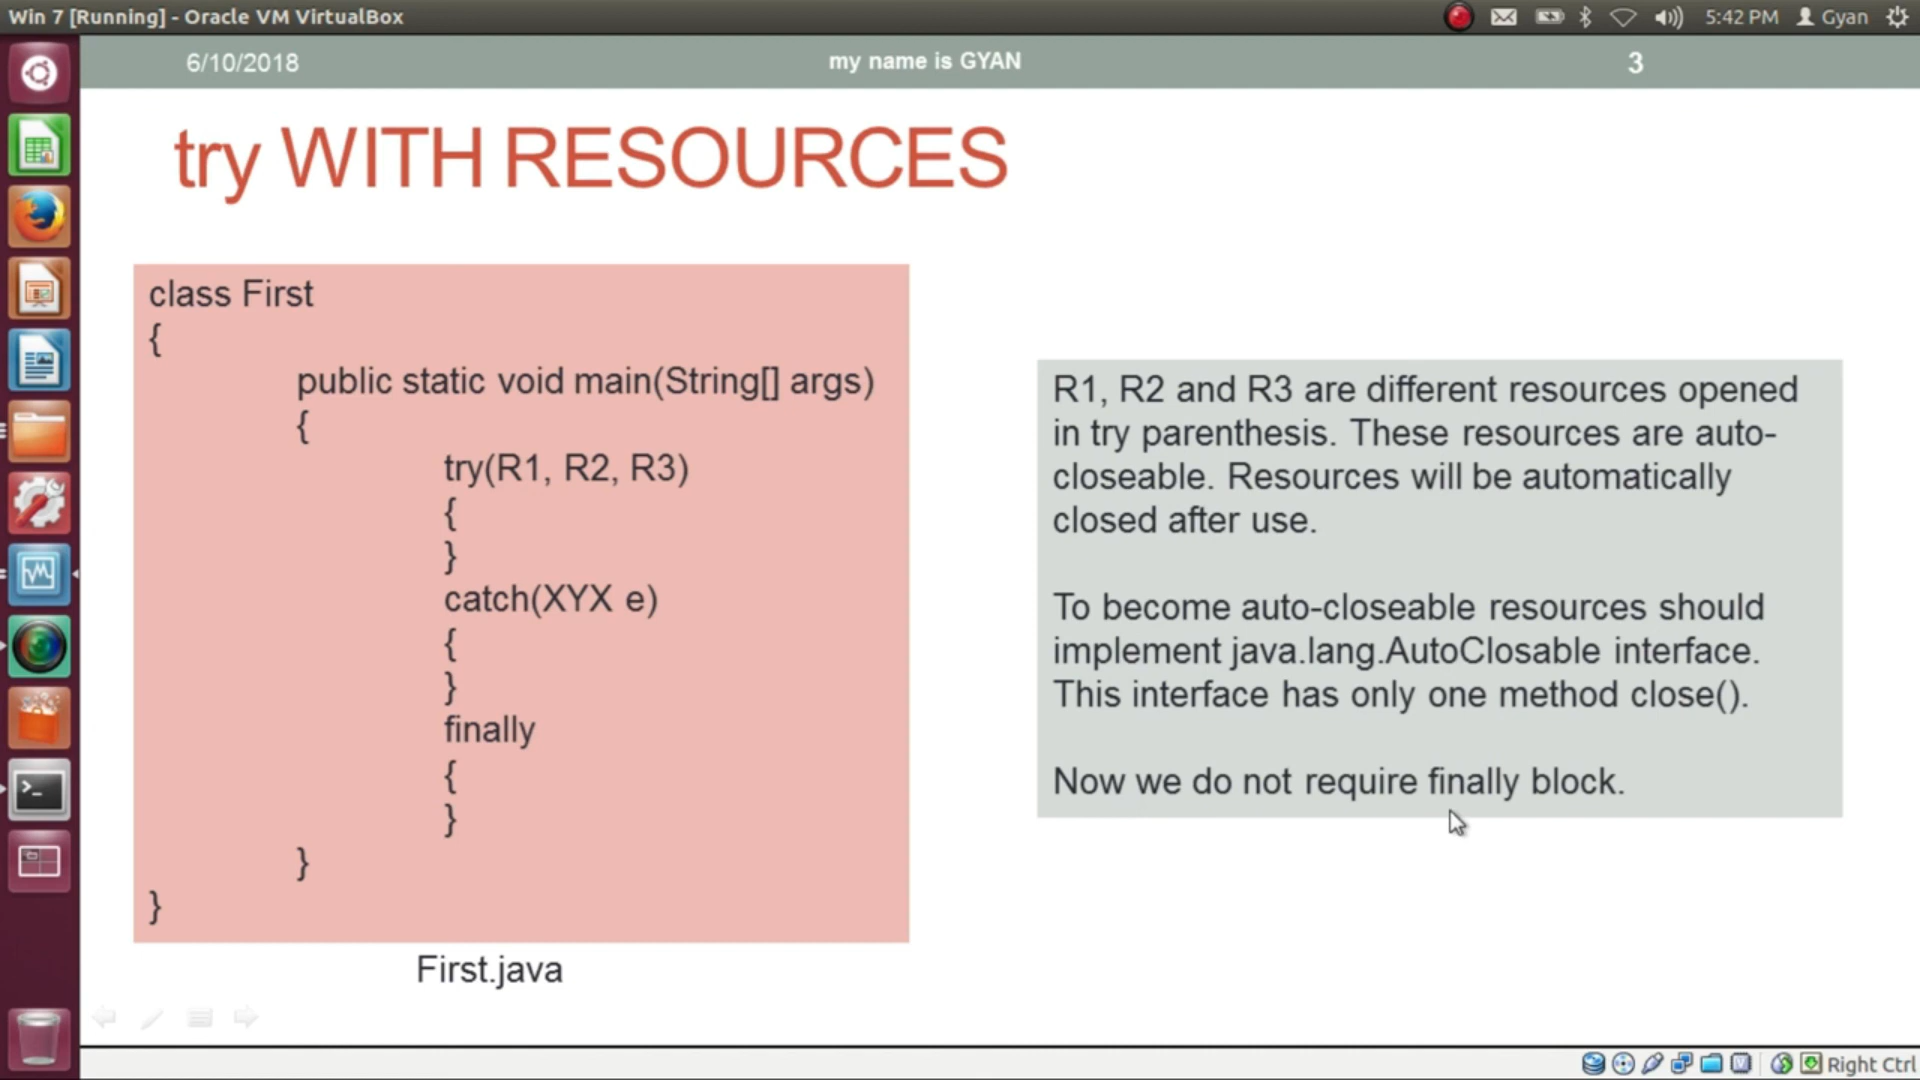 Win 7 [Running] - Oracle VM VirtualBox
5:42 PM
Gyan
6/10/2018
my name is GYAN
3
try WITH RESOURCES
class First
{
public static void main(String[] args)
{
try(R1, R2, R3)
{
}
catch(XYX e)
{
}
finally
{
}
}
}
First.java
R1, R2 and R3 are different resources opened
in try parenthesis. These resources are auto-
closeable. Resources will be automatically
closed after use.
To become auto-closeable resources should
implement java.lang.AutoClosable interface.
This interface has only one method close().
Now we do not require finally block.
Right Ctrl